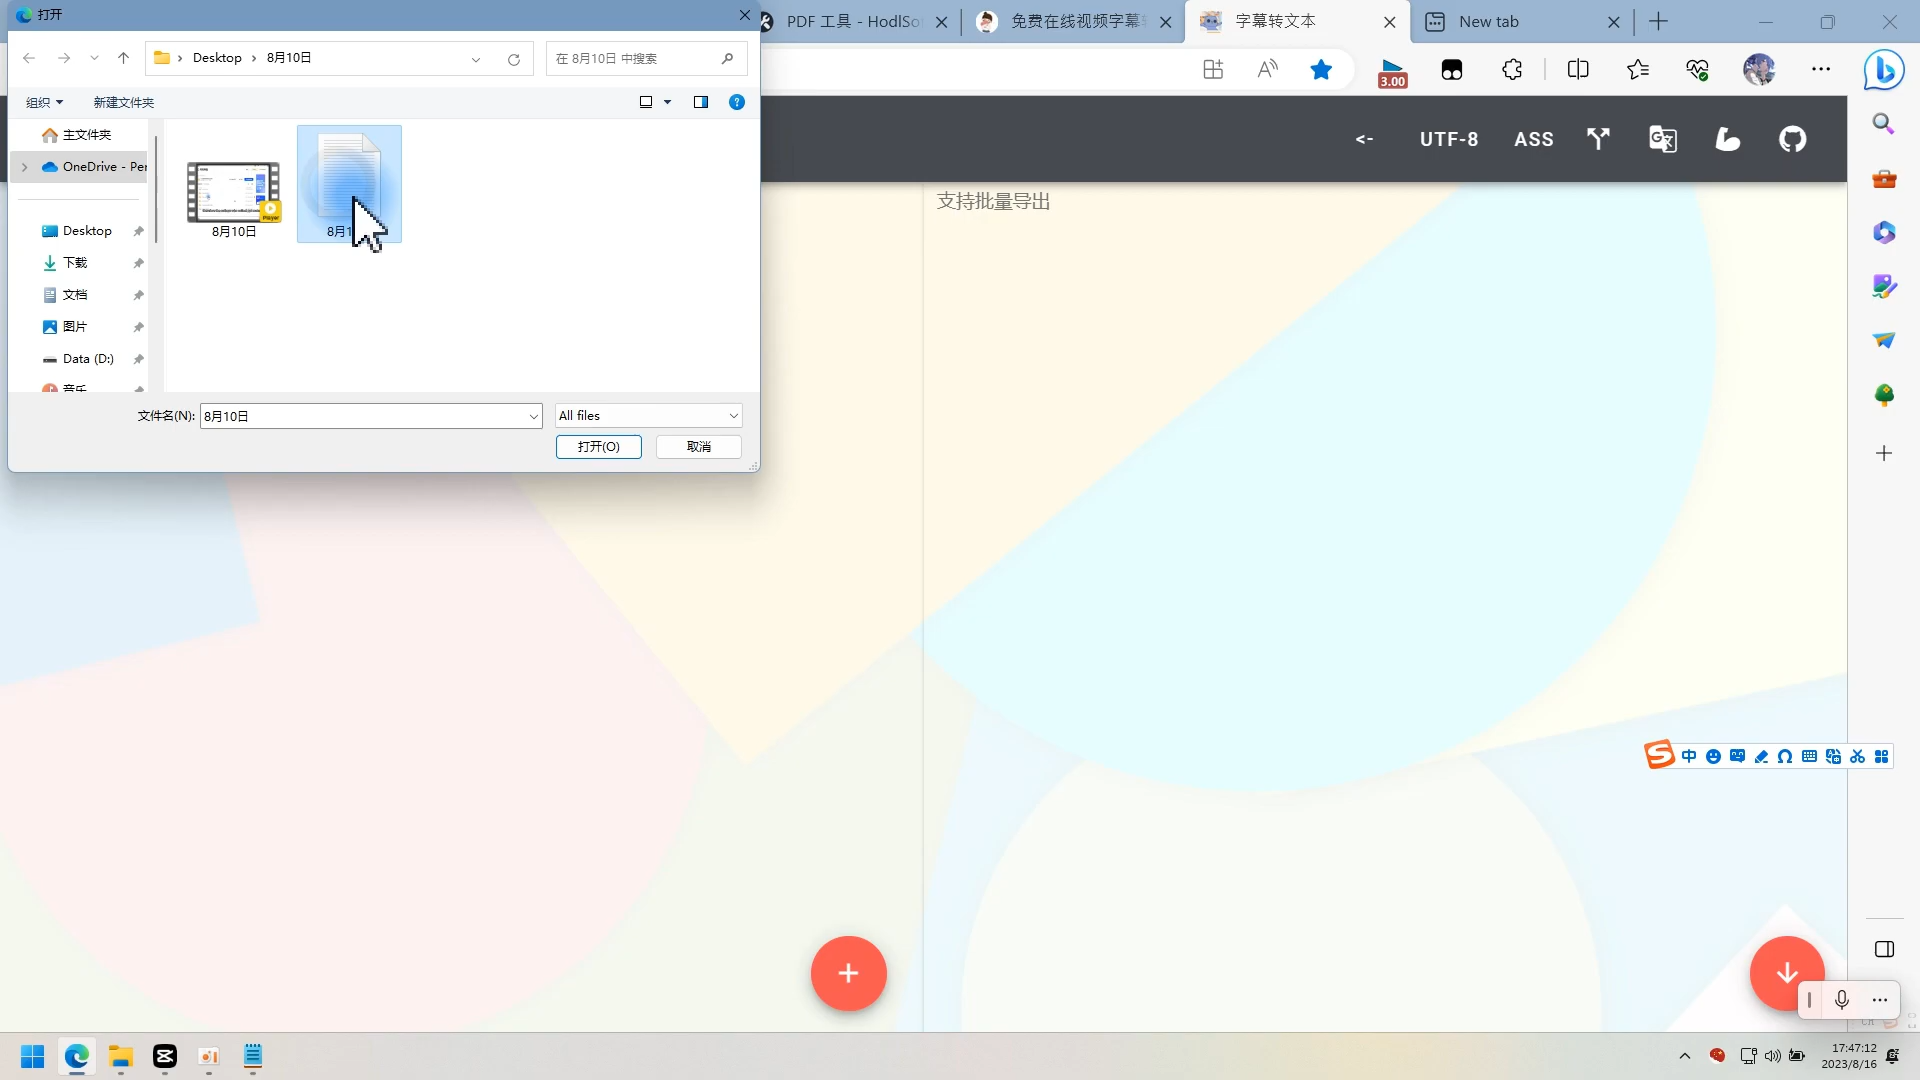 打开
PDF 工具 - HodlSo
免费在线视频字幕
字幕转文本
New tab
Desktop
8月10日
在 8月10日 中搜索
3.00
组织
新建文件夹
<-
UTF-8
ASS
主文件夹
OneDrive - Per
Desktop
下载
文档
图片
Data (D:)
音乐
Player
8月10日
8月1
支持批量导出
文件名(N):
8月10日
All files
打开(O)
取消
中
17:47:12
2023/8/16